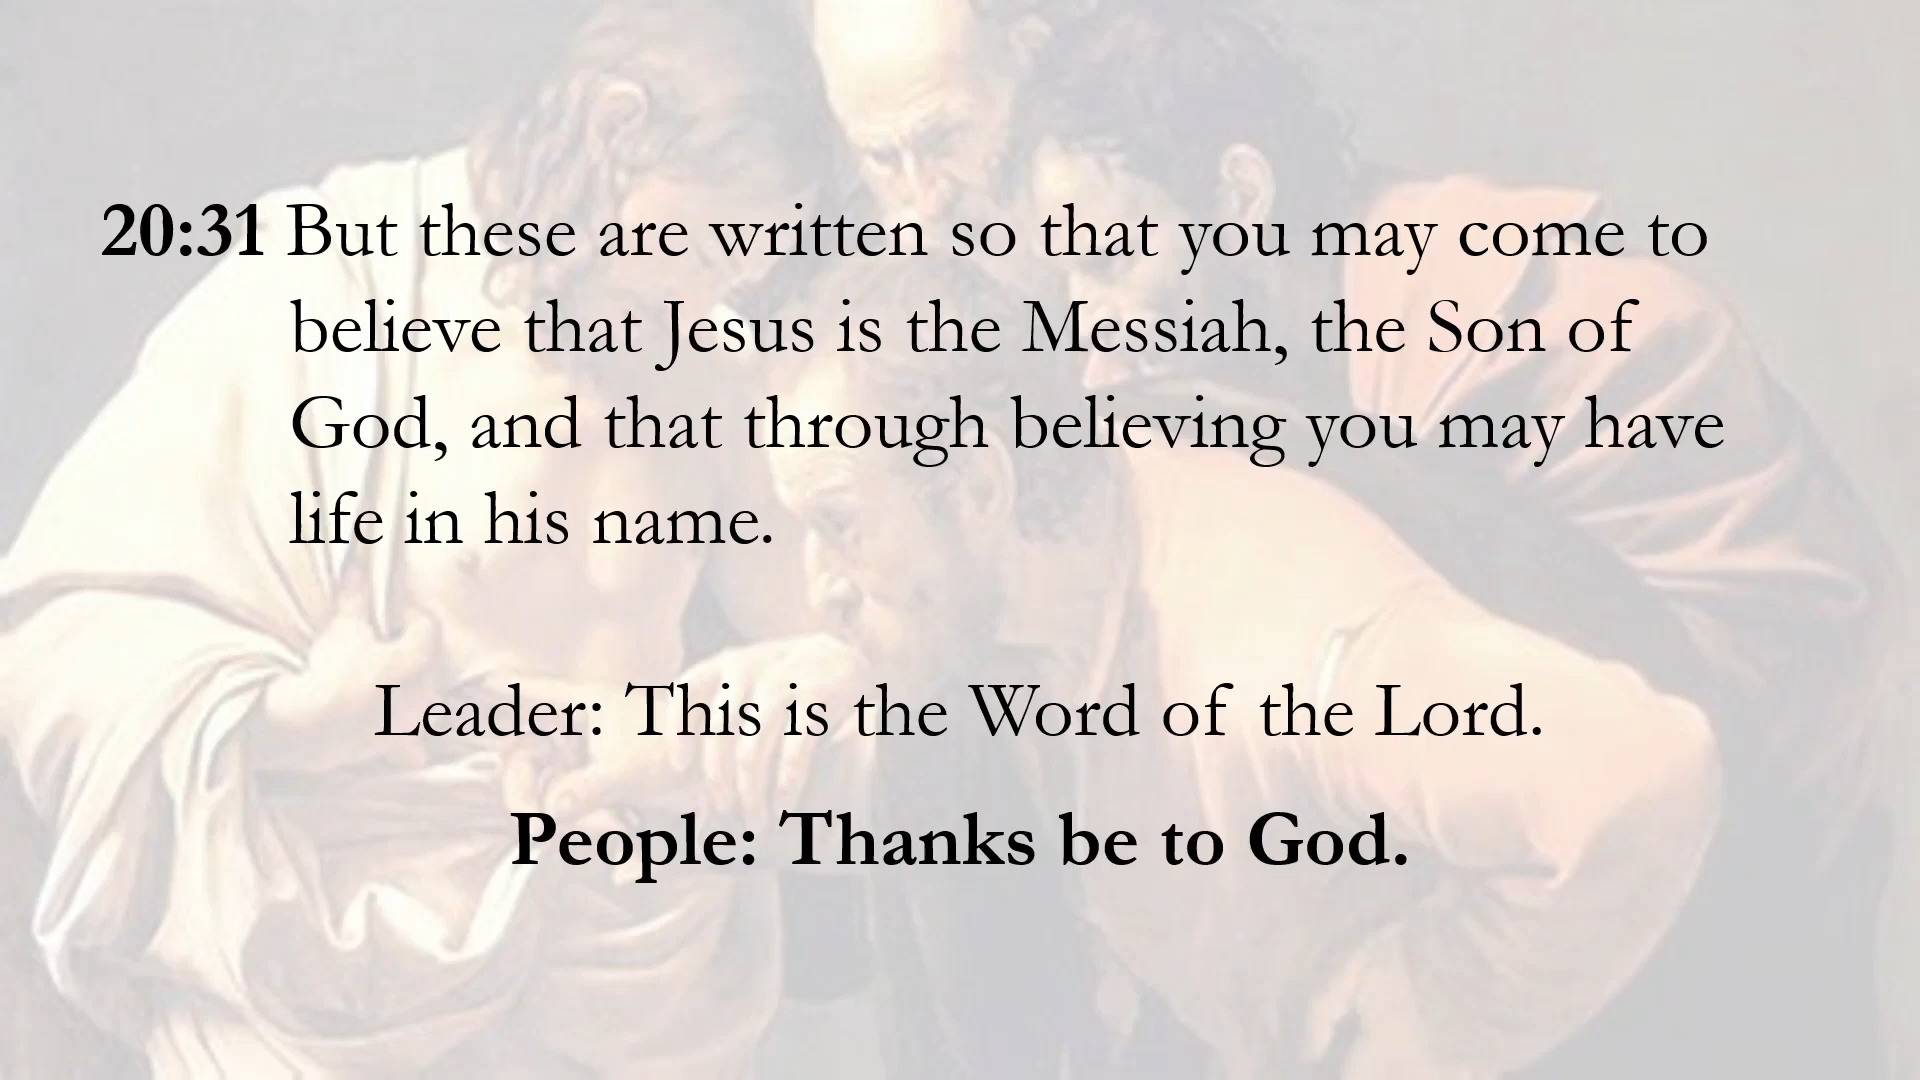 20:31 But these are written so that you may come to
believe that Jesus is the Messiah, the Son of
God, and that through believing you may have
life in his name.
Leader: This is the Word of the Lord.
People: Thanks be to God.